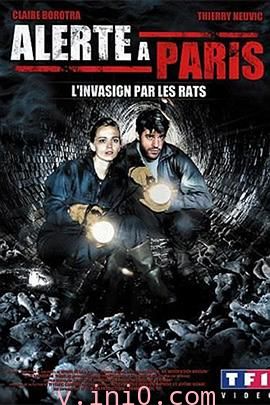 CLAIRE BOROTRA THIERRY NEUVIC
ALERTE À
PARIS
L'INVASION PAR LES RATS
TF1
VIDEO
v.ini0.com